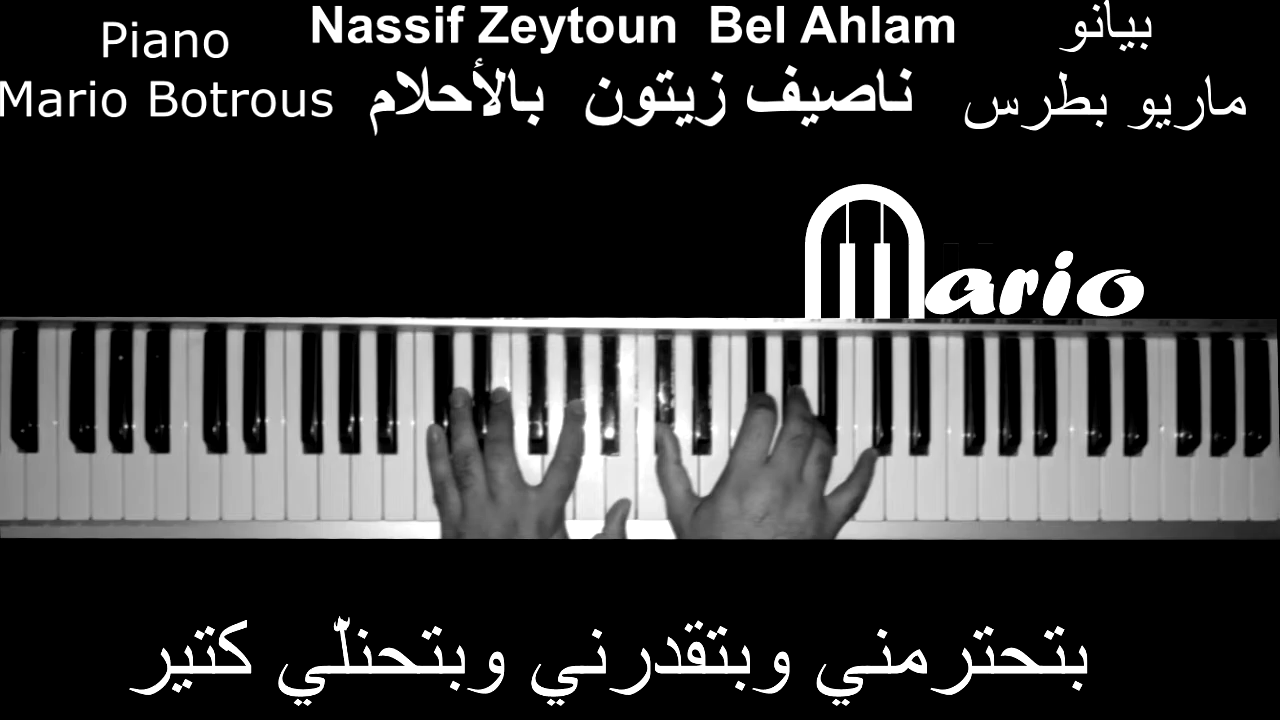 Piano
Mario Botrous
Nassif Zeytoun Bel Ahlam
ناصيف زيتون بالأحلام
بيانو
ماريو بطرس
Mario
بتحترمني وبتقدرني وبتحنلّي كتير